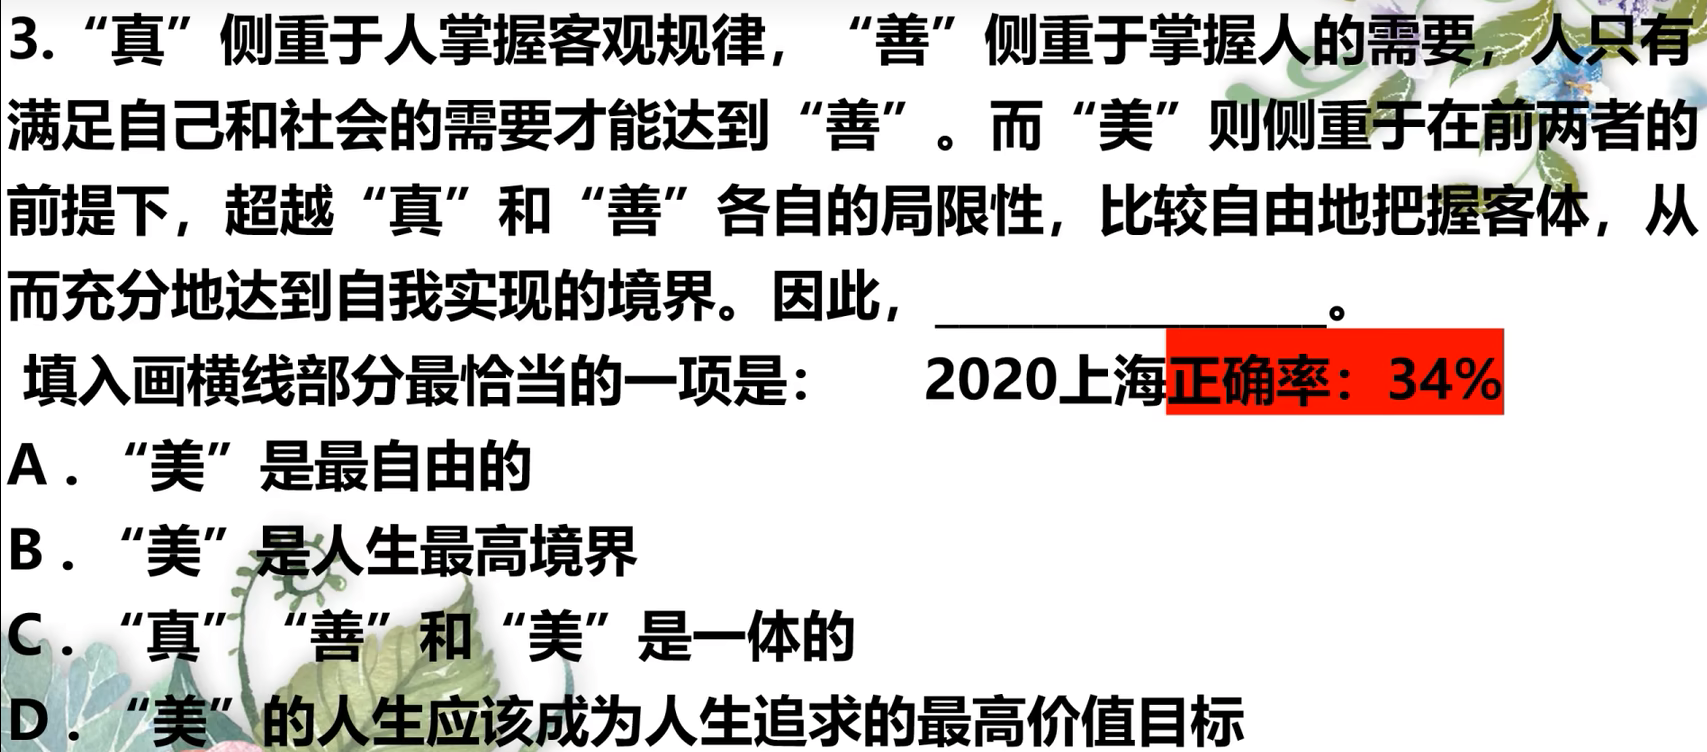 3.“真”侧重于人掌握客观规律，“善”侧重于掌握人的需要，人只有
满足自己和社会的需要才能达到“善”。而“美”则侧重于在前两者的
前提下，超越“真”和“善”各自的局限性，比较自由地把握客体，从
而充分地达到自我实现的境界。因此，_______________。
填入画横线部分最恰当的一项是： 2020上海正确率：34%
A．“美”是最自由的
B．“美”是人生最高境界
C．“真”“善”和“美”是一体的
D．“美”的人生应该成为人生追求的最高价值目标